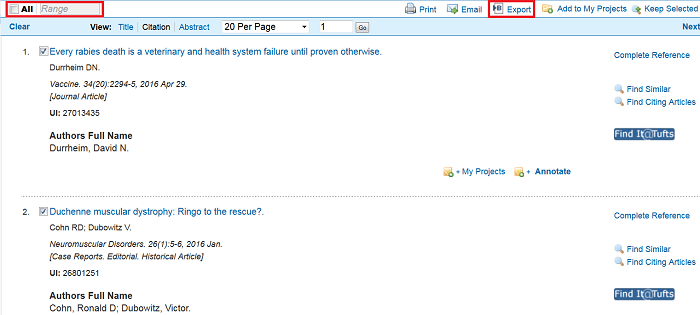 All Range Print Email Export Add to My Projects Keep Selected
Clear View: Title Citation Abstract 20 Per Page 1 Go Next
1. Every rabies death is a veterinary and health system failure until proven otherwise. Complete Reference
Durrheim DN.
Vaccine. 34(20):2294-5, 2016 Apr 29.
[Journal Article]
Find Similar
Find Citing Articles
UI: 27013435
Authors Full Name
Find It@Tufts
Durrheim, David N.
+ My Projects + Annotate
2. Duchenne muscular dystrophy: Ringo to the rescue?. Complete Reference
Cohn RD; Dubowitz V.
Neuromuscular Disorders. 26(1):5-6, 2016 Jan.
[Case Reports. Editorial. Historical Article]
Find Similar
Find Citing Articles
UI: 26801251
Authors Full Name
Find It@Tufts
Cohn, Ronald D; Dubowitz, Victor.